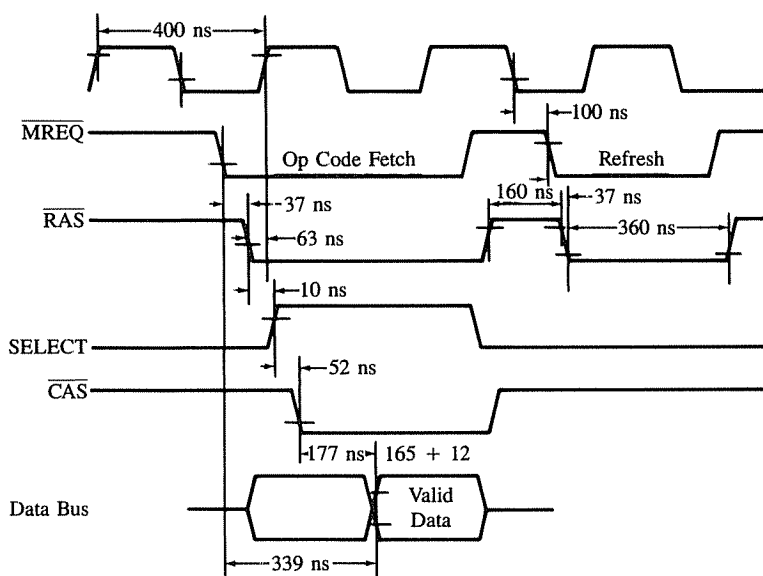 400 ns
100 ns
MREQ
Op Code Fetch
Refresh
37 ns
160 ns
37 ns
RAS
63 ns
360 ns
10 ns
SELECT
52 ns
CAS
177 ns
165 + 12
Data Bus
Valid
Data
339 ns